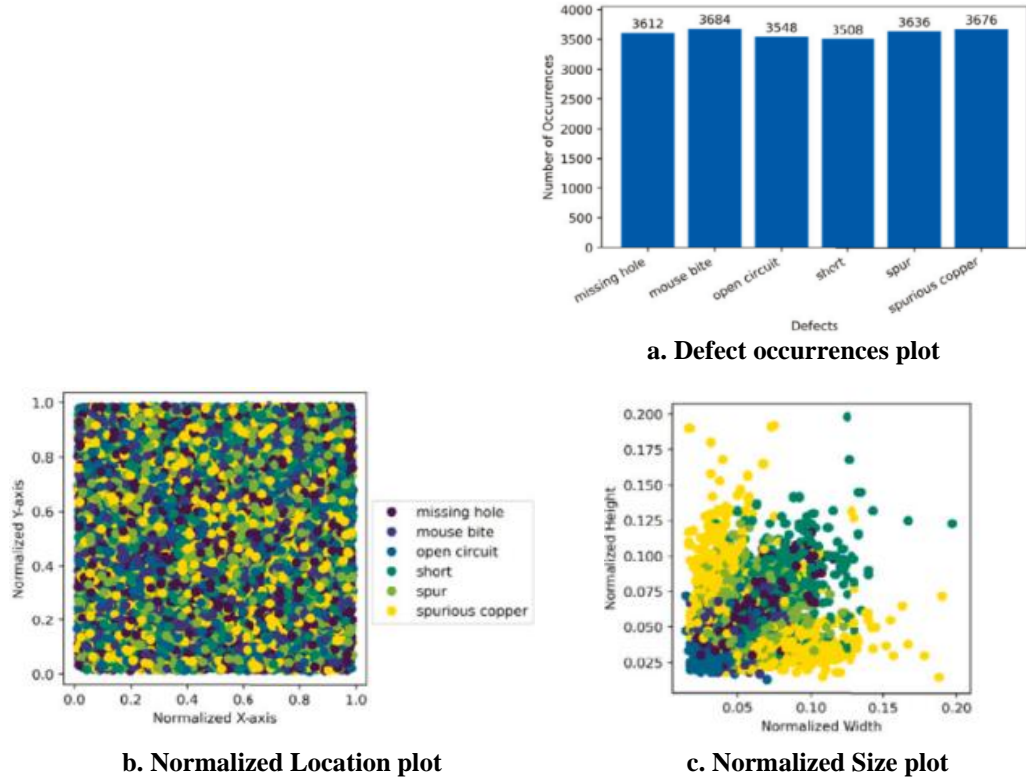 4000
3500
3000
2500
2000
1500
1000
500
0
Number of Occurrences
3612 3684 3548 3508 3636 3676
missing hole mouse bite open circuit short spur spurious copper
Defects
a. Defect occurrences plot
1.0
0.8
0.6
0.4
0.2
0.0
Normalized Y-axis
0.0 0.2 0.4 0.6 0.8 1.0
Normalized X-axis
missing hole
mouse bite
open circuit
short
spur
spurious copper
b. Normalized Location plot
0.200
0.175
0.150
0.125
0.100
0.075
0.050
0.025
Normalized Height
0.05 0.10 0.15 0.20
Normalized Width
c. Normalized Size plot